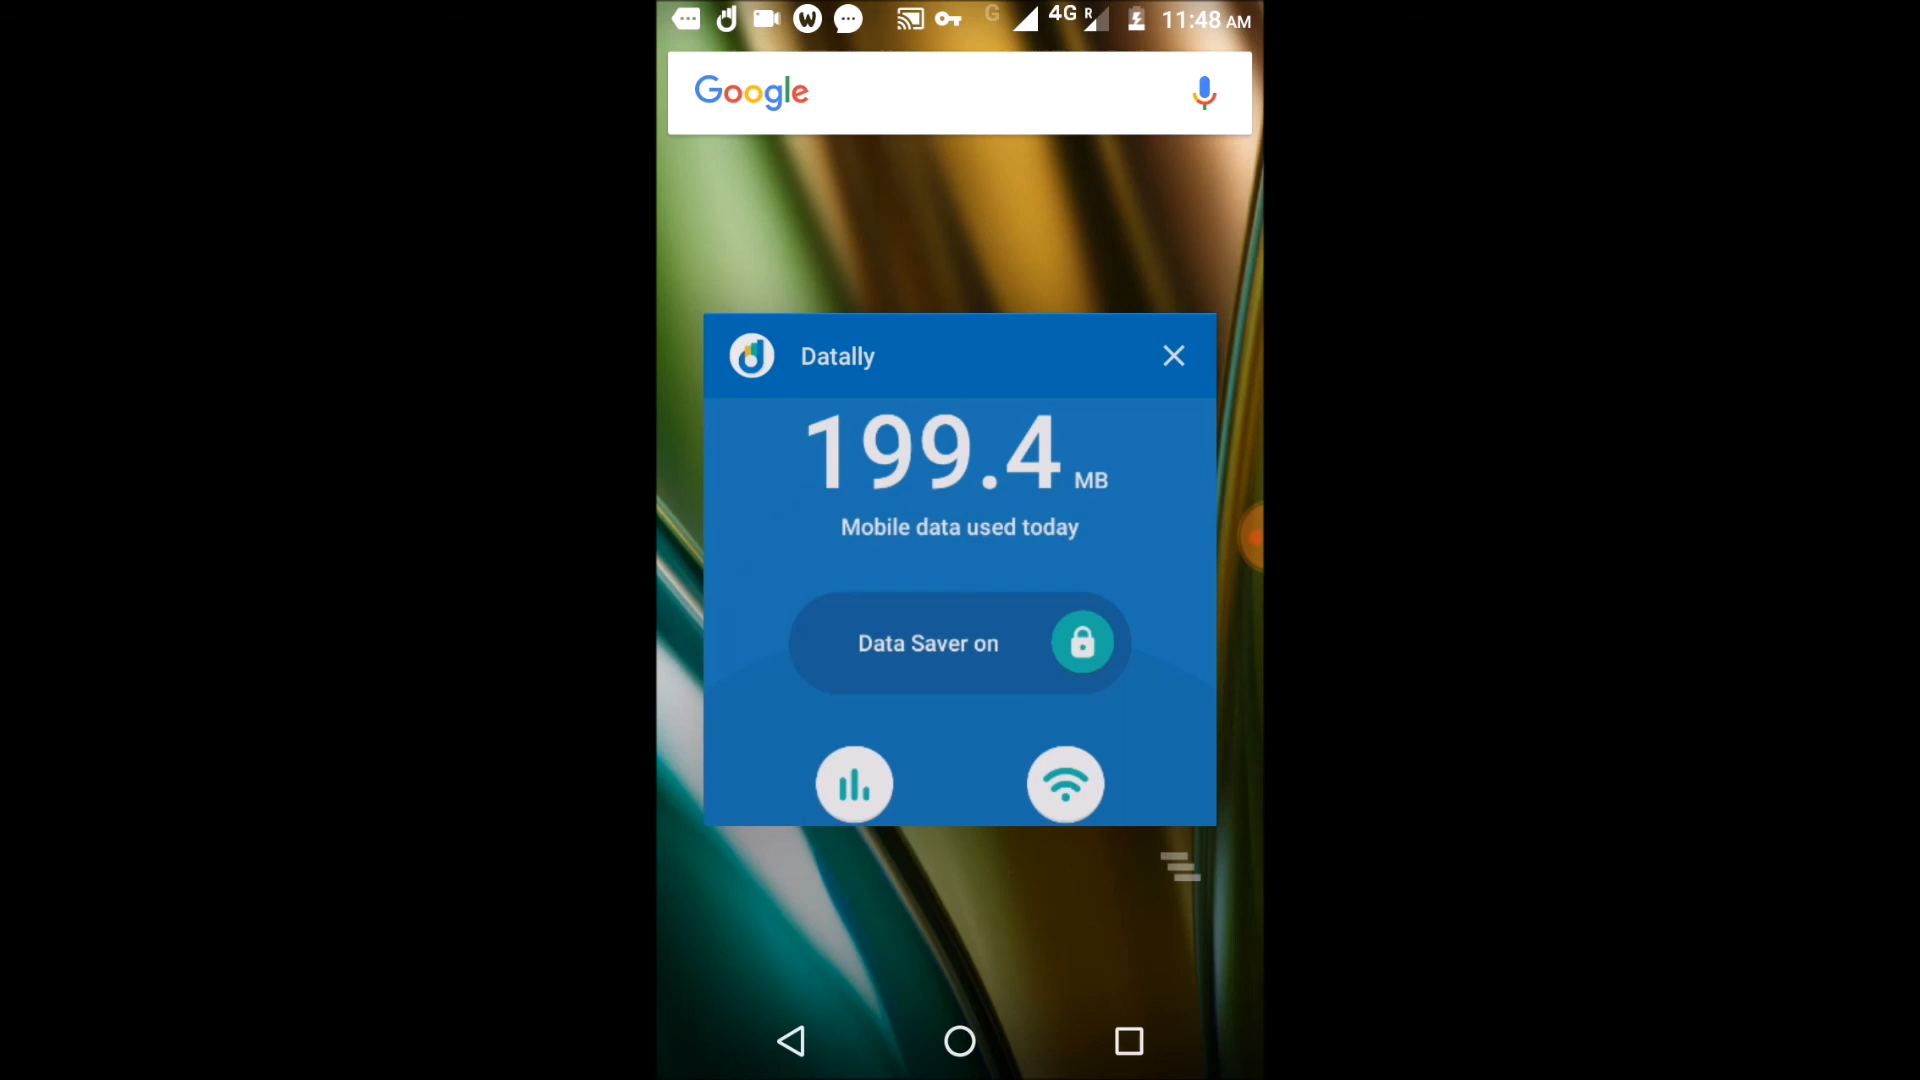 G 4G R 11:48 AM
Google
Datally
199.4 MB
Mobile data used today
Data Saver on